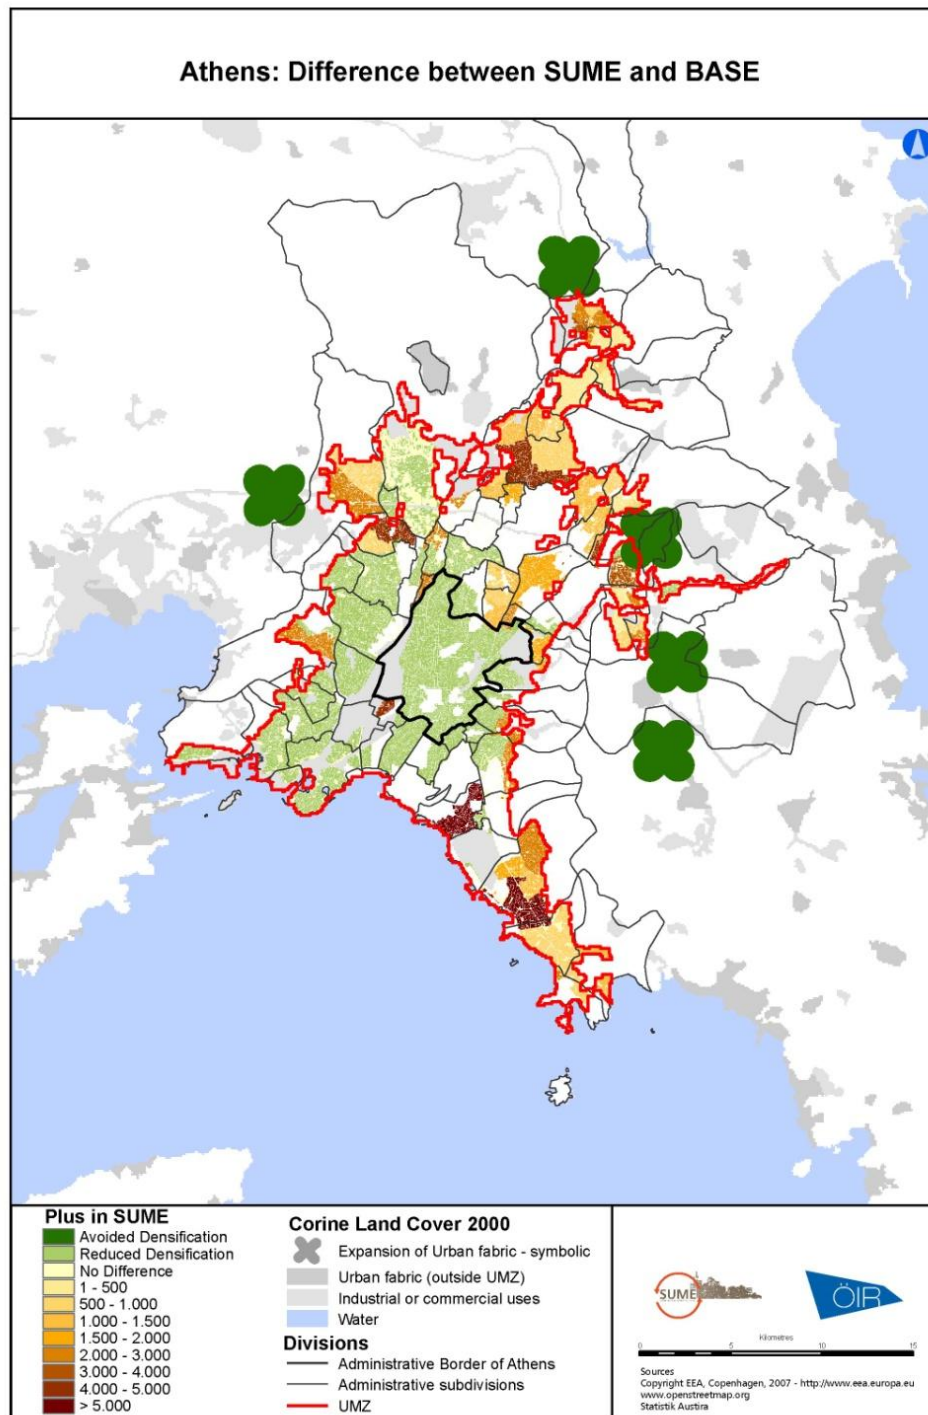 Athens: Difference between SUME and BASE
Plus in SUME
Avoided Densification
Reduced Densification
No Difference
1 - 500
500 - 1.000
1.000 - 1.500
1.500 - 2.000
2.000 - 3.000
3.000 - 4.000
4.000 - 5.000
> 5.000
Corine Land Cover 2000
Expansion of Urban fabric - symbolic
Urban fabric (outside UMZ)
Industrial or commercial uses
Water
Divisions
Administrative Border of Athens
Administrative subdivisions
UMZ
SUME
ÖIR
Kilometres
0 5 10 15
Sources
Copyright EEA, Copenhagen, 2007 - http://www.eea.europa.eu
www.openstreetmap.org
Statistik Austira